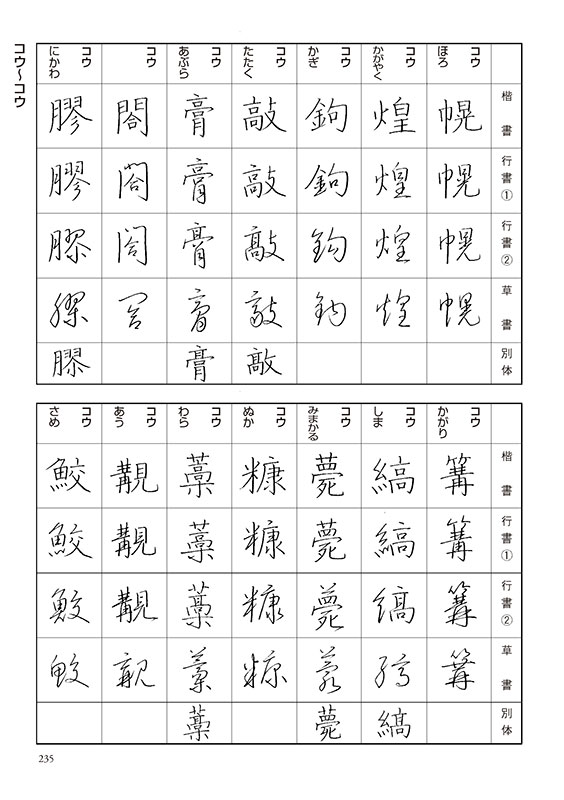 コウ〜コウ
楷書 行書① 行書② 草書 別体
コウ ほろ 幌 幌 幌 幌
コウ かがやく 煌 煌 煌 煌
コウ かぎ 鉤 鉤 鉤 鉤
コウ たたく 敲 敲 敲 敲 敲
コウ あぶら 膏 膏 膏 膏 膏
コウ 閤 閤 閤 閤
コウ にかわ 膠 膠 膠 膠 膠
楷書 行書① 行書② 草書 別体
コウ かがり 篝 篝 篝 篝
コウ しま 縞 縞 縞 縞 縞
コウ みまかる 薨 薨 薨 薨 薨
コウ ぬか 糠 糠 糠 糠
コウ わら 藁 藁 藁 藁 藁
コウ あう 覯 覯 覯 覯
コウ さめ 鮫 鮫 鮫 鮫
235